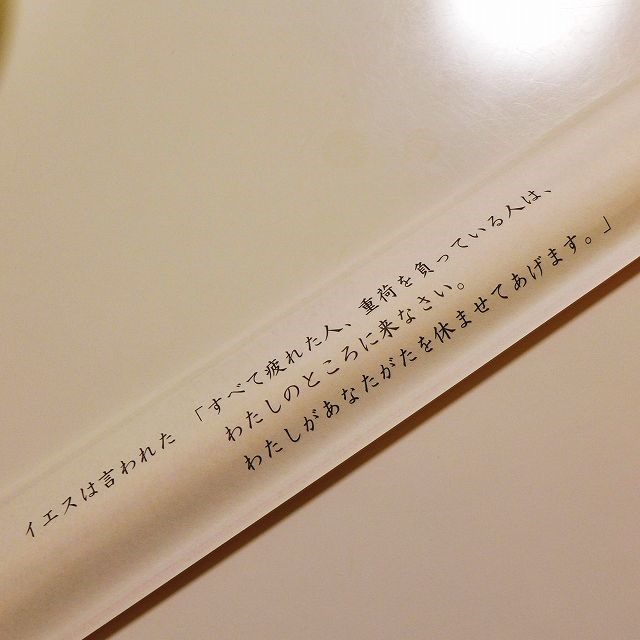 イエスは言われた 「すべて疲れた人、重荷を負っている人は、
わたしのところに来なさい。
わたしがあなたがたを休ませてあげます。」